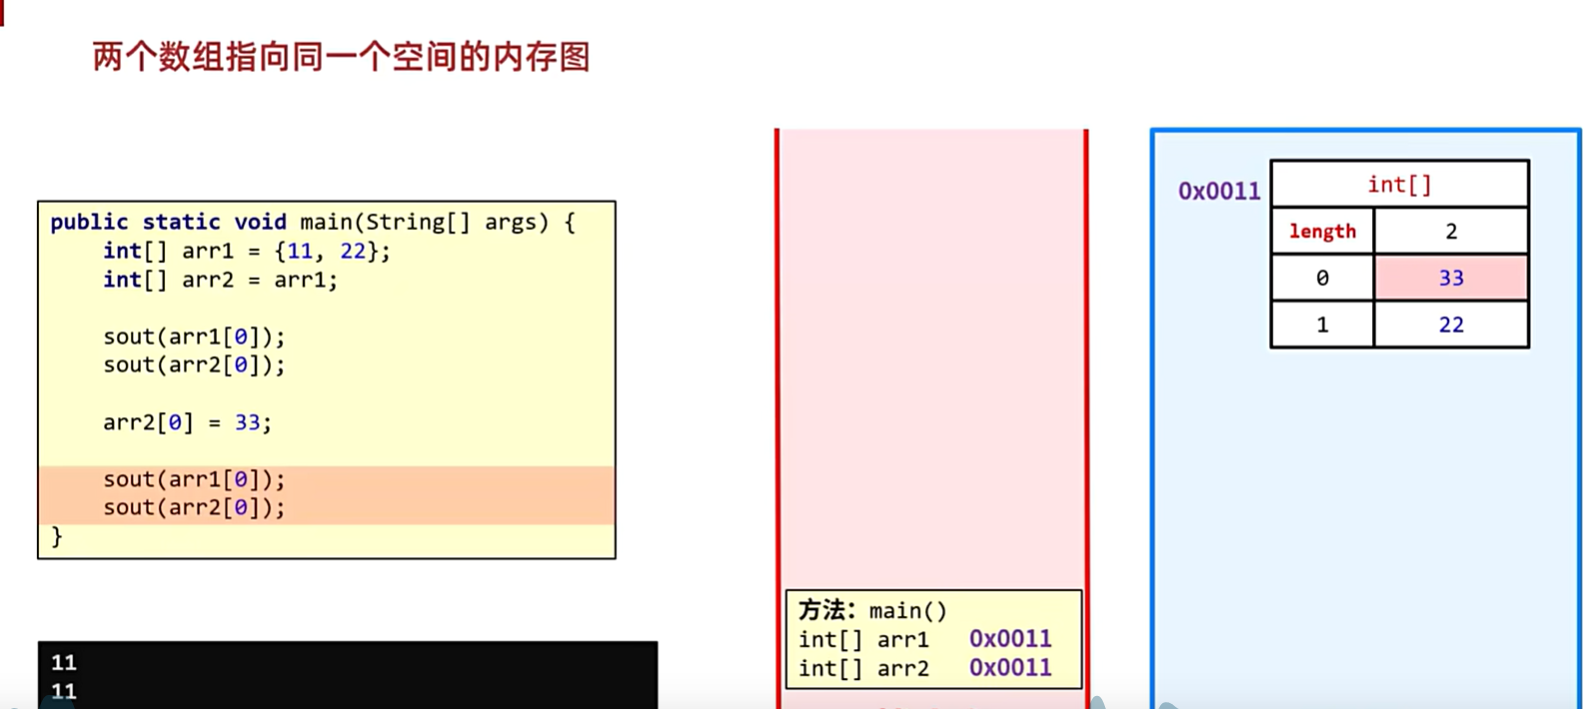 两个数组指向同一个空间的内存图
public static void main(String[] args) {
    int[] arr1 = {11, 22};
    int[] arr2 = arr1;
    sout(arr1[0]);
    sout(arr2[0]);
    arr2[0] = 33;
    sout(arr1[0]);
    sout(arr2[0]);
}
11
11
方法：main()
int[] arr1 0x0011
int[] arr2 0x0011
0x0011
int[]
length 2
0 33
1 22